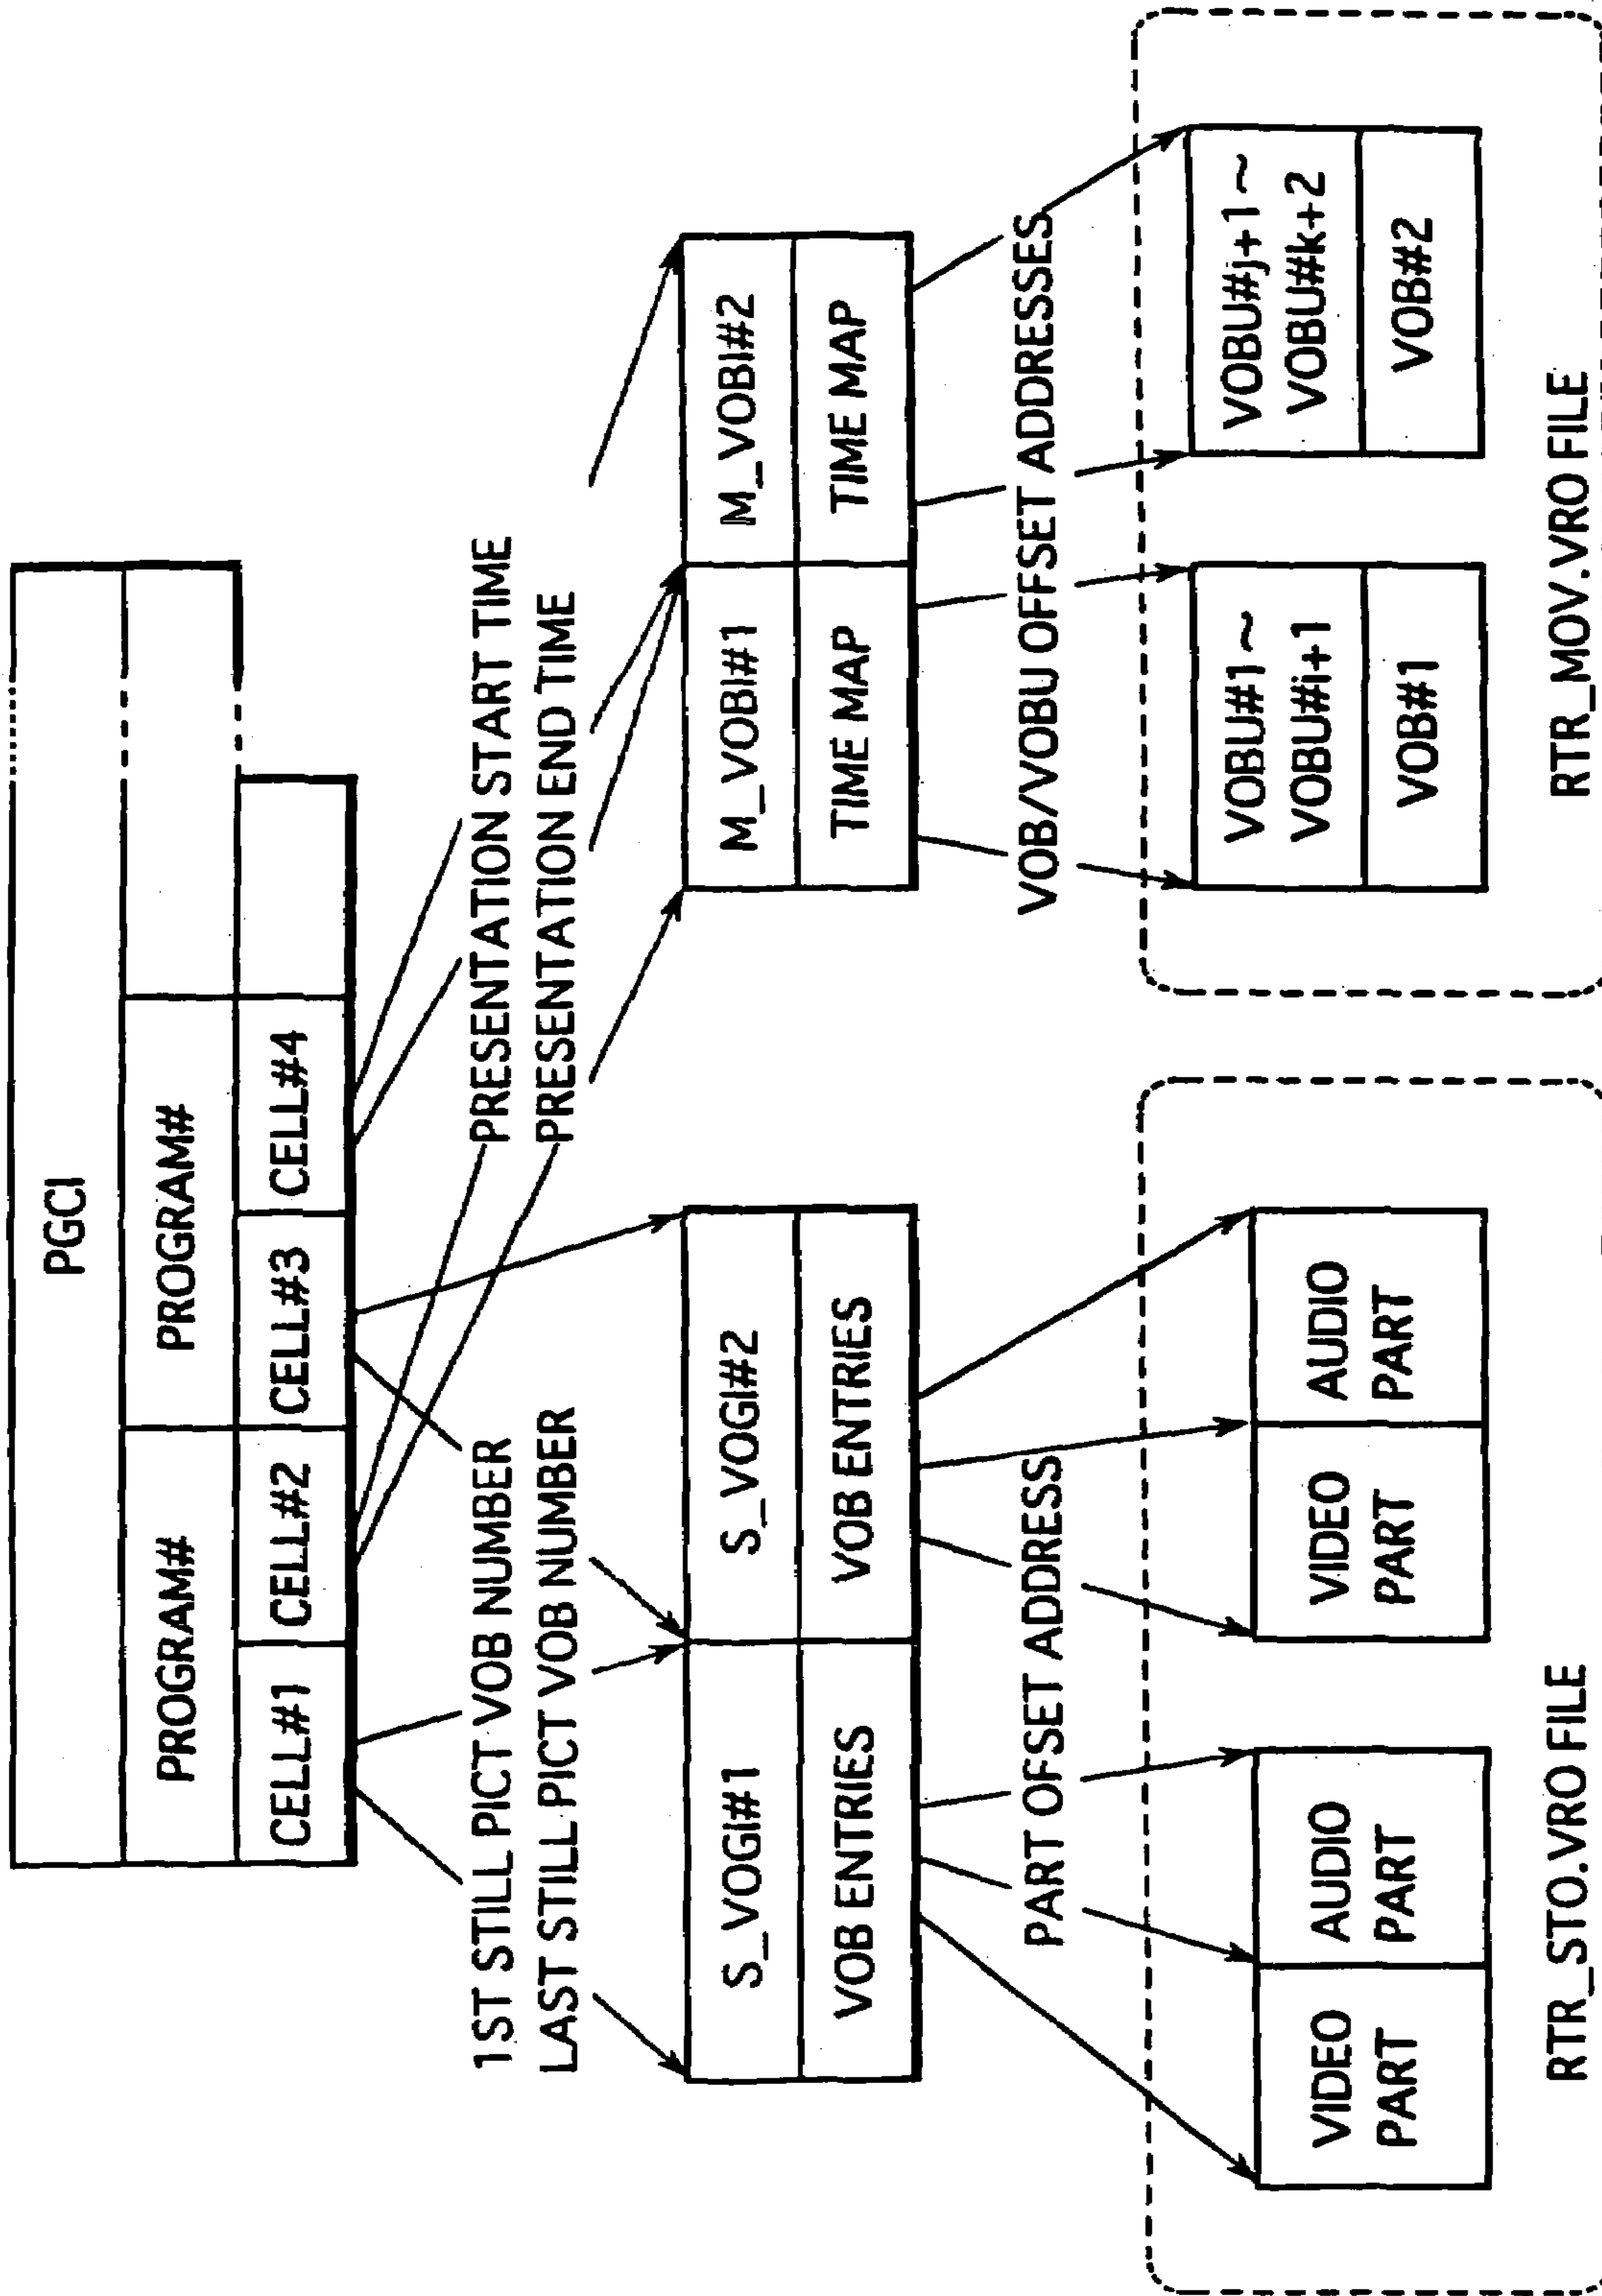 PGCI
PROGRAM#
PROGRAM#
CELL#1
CELL#2
CELL#3
CELL#4
1ST STILL PICT VOB NUMBER
LAST STILL PICT VOB NUMBER
PRESENTATION START TIME
PRESENTATION END TIME
S_VOGI#1
S_VOGI#2
M_VOBI#1
M_VOBI#2
VOB ENTRIES
VOB ENTRIES
TIME MAP
TIME MAP
PART OFFSET ADDRESS
VOB/VOBU OFFSET ADDRESSES
VIDEO
PART
AUDIO
PART
VIDEO
PART
AUDIO
PART
VOBU#1~
VOBU#i+1
VOB#1
VOBU#j+1~
VOBU#k+2
VOB#2
RTR_STO.VRO FILE
RTR_MOV.VRO FILE